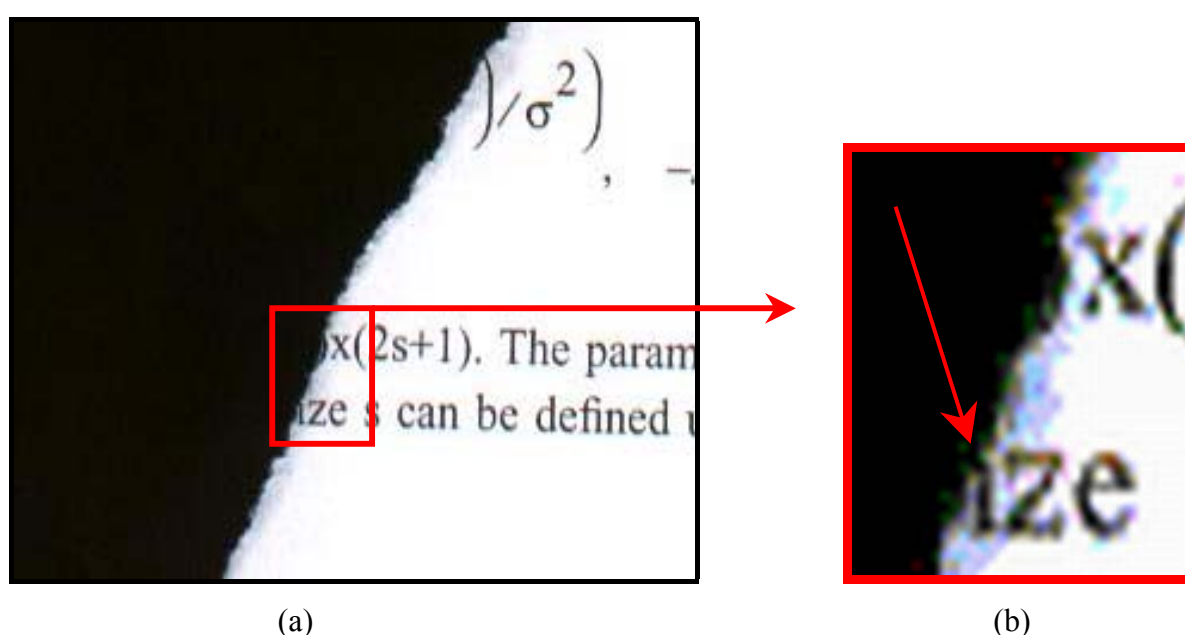 )/σ²)
, −
)x(2s+1). The param
ize s can be defined
x(
ize
(a) (b)